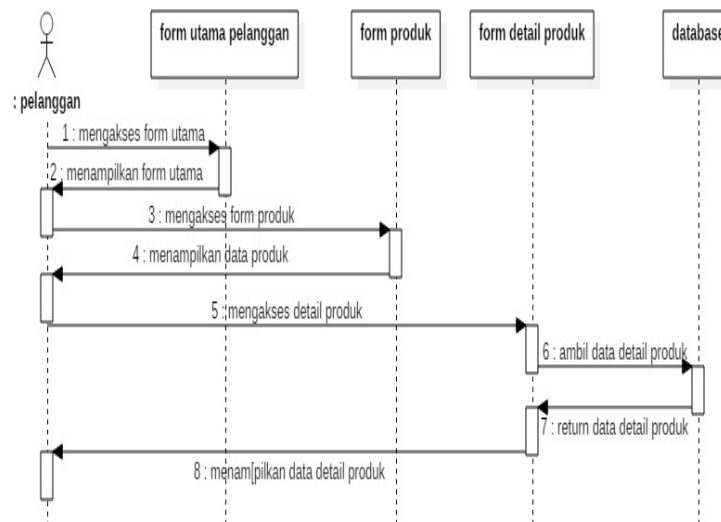 form utama pelanggan
form produk
form detail produk
database
: pelanggan
1 : mengakses form utama
2 : menampilkan form utama
3 : mengakses form produk
4 : menampilkan data produk
5 : mengakses detail produk
6 : ambil data detail produk
7 : return data detail produk
8 : menam[pilkan data detail produk